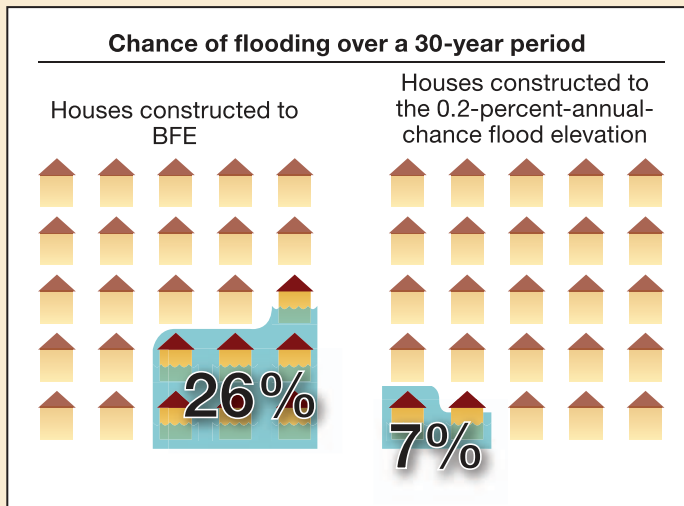 Chance of flooding over a 30-year period
Houses constructed to
BFE
Houses constructed to
the 0.2-percent-annual-
chance flood elevation
26%
7%